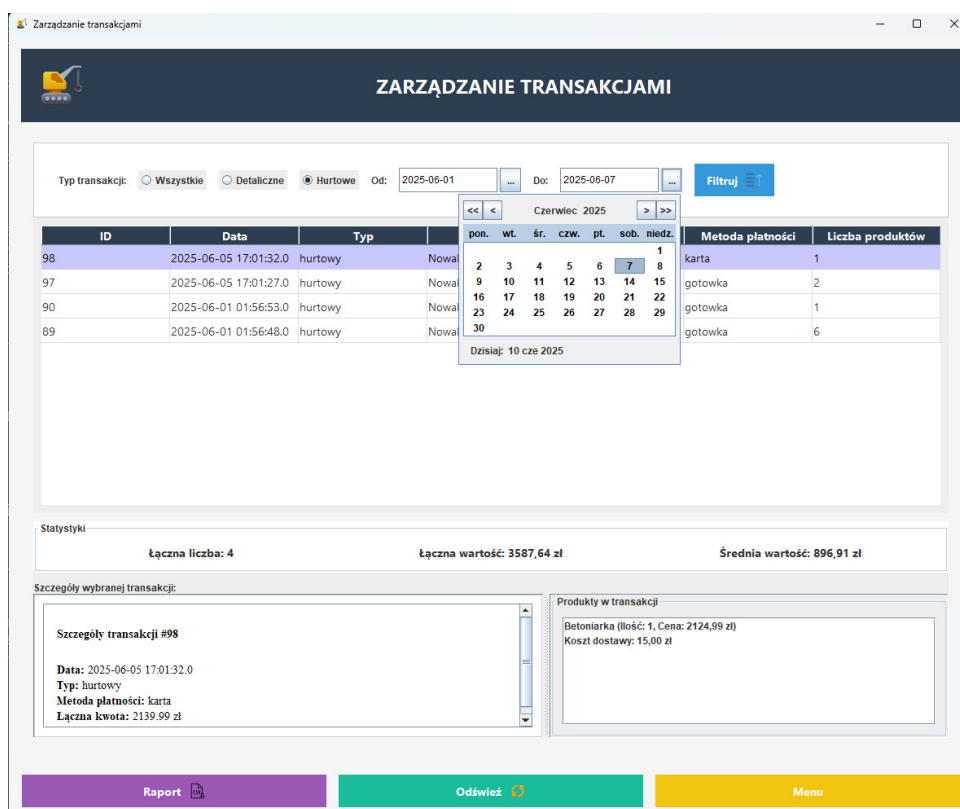 Zarządzanie transakcjami
ZARZĄDZANIE TRANSAKCJAMI
Typ transakcji: Wszystkie Detaliczne Hurtowe Od: 2025-06-01 ... Do: 2025-06-07 ... Filtruj
<< < Czerwiec 2025 > >>
pon. wt. śr. czw. pt. sob. niedz.
1
2 3 4 5 6 7 8
9 10 11 12 13 14 15
16 17 18 19 20 21 22
23 24 25 26 27 28 29
30
Dzisiaj: 10 cze 2025
ID Data Typ Metoda płatności Liczba produktów
98 2025-06-05 17:01:32.0 hurtowy karta 1
97 2025-06-05 17:01:27.0 hurtowy gotowka 2
90 2025-06-01 01:56:53.0 hurtowy gotowka 1
89 2025-06-01 01:56:48.0 hurtowy gotowka 6
Statystyki
Łączna liczba: 4 Łączna wartość: 3587,64 zł Średnia wartość: 896,91 zł
Szczegóły wybranej transakcji:
Szczegóły transakcji #98
Data: 2025-06-05 17:01:32.0
Typ: hurtowy
Metoda płatności: karta
Łączna kwota: 2139.99 zł
Produkty w transakcji
Betoniarka (Ilość: 1, Cena: 2124,99 zł)
Koszt dostawy: 15,00 zł
Raport Odśwież Menu